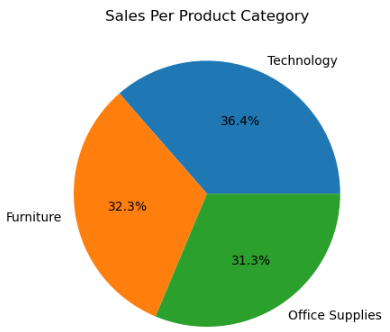 Sales Per Product Category
Technology
36.4%
Furniture
32.3%
31.3%
Office Supplies